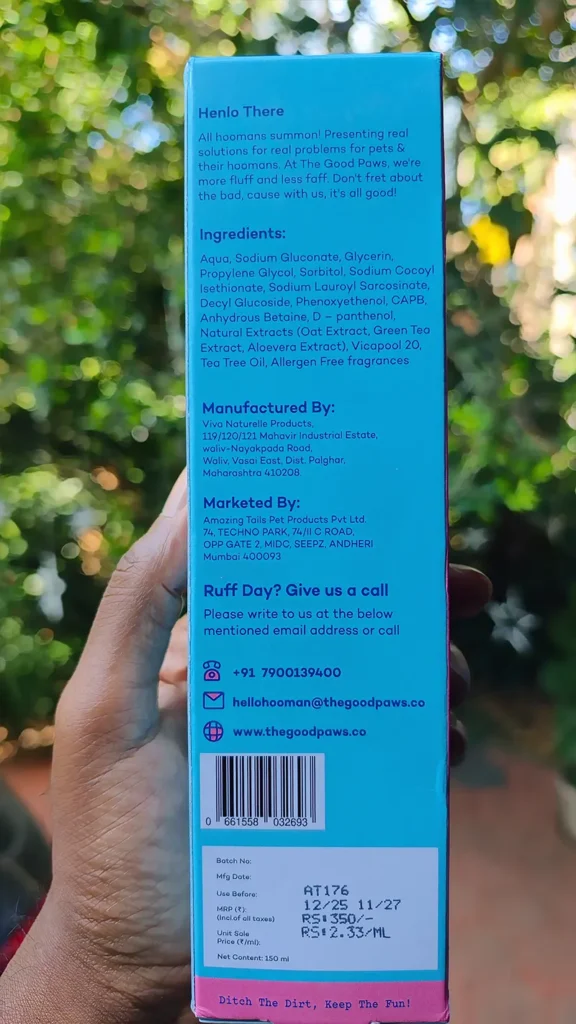 Henlo There
All hoomans summon! Presenting real
solutions for real problems for pets &
their hoomans. At The Good Paws, we're
more fluff and less faff. Don't fret about
the bad, cause with us, it's all good!
Ingredients:
Aqua, Sodium Gluconate, Glycerin,
Propylene Glycol, Sorbitol, Sodium Cocoyl
Isethionate, Sodium Lauroyl Sarcosinate,
Decyl Glucoside, Phenoxyethenol, CAPB,
Anhydrous Betaine, D – panthenol,
Natural Extracts (Oat Extract, Green Tea
Extract, Aloevera Extract), Vicapool 20,
Tea Tree Oil, Allergen Free fragrances
Manufactured By:
Viva Naturelle Products,
119/120/121 Mahavir Industrial Estate,
waliv-Nayakpada Road,
Waliv, Vasai East, Dist. Palghar,
Maharashtra 410208
Marketed By:
Amazing Tails Pet Products Pvt Ltd.
74, TECHNO PARK, 74/II C ROAD,
OPP GATE 2, MIDC, SEEPZ, ANDHERI
Mumbai 400093
Ruff Day? Give us a call
Please write to us at the below
mentioned email address or call
+91 7900139400
hellohooman@thegoodpaws.co
www.thegoodpaws.co
0 661558 032693
Batch No:
Mfg Date:
Use Before:
MRP (₹):
(Incl.of all taxes)
Unit Sale
Price (₹/ml):
Net Content: 150 ml
AT176
12/25 11/27
RS:350/-
RS:2.33/ML
Ditch The Dirt, Keep The Fun!